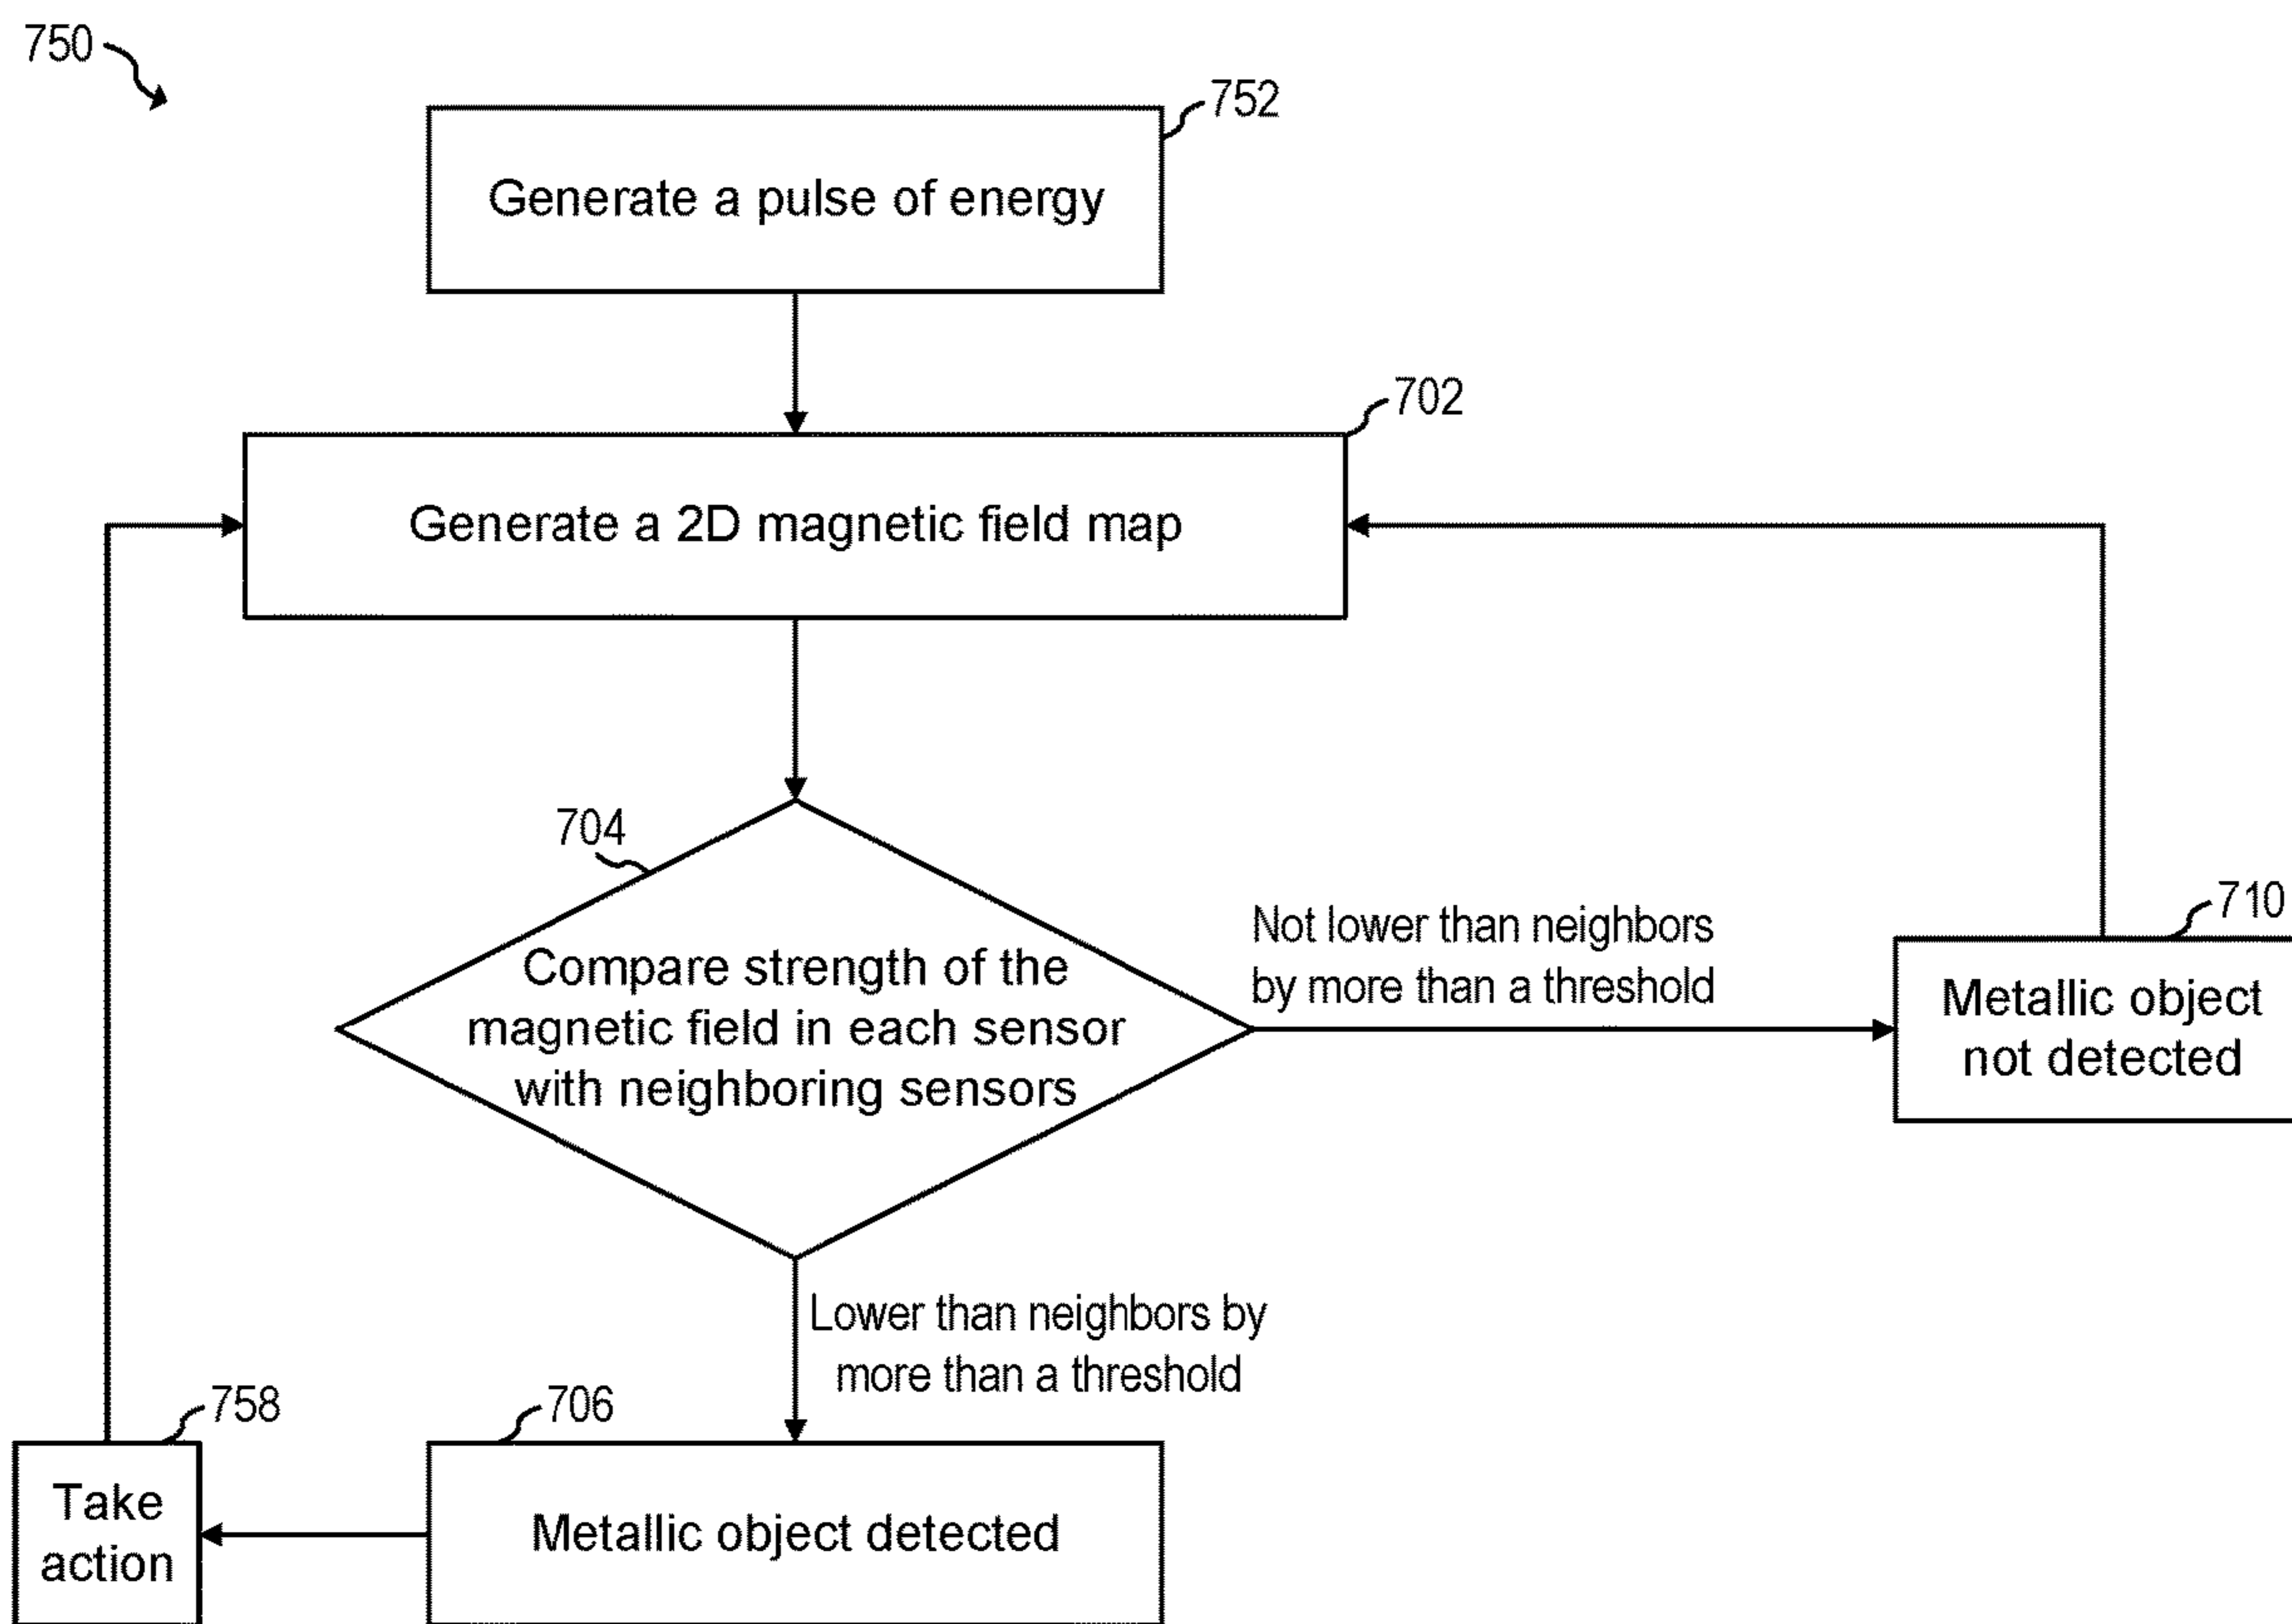 750
752
Generate a pulse of energy
702
Generate a 2D magnetic field map
704
Compare strength of the
magnetic field in each sensor
with neighboring sensors
Not lower than neighbors
by more than a threshold
710
Metallic object
not detected
Lower than neighbors by
more than a threshold
758
Take
action
706
Metallic object detected